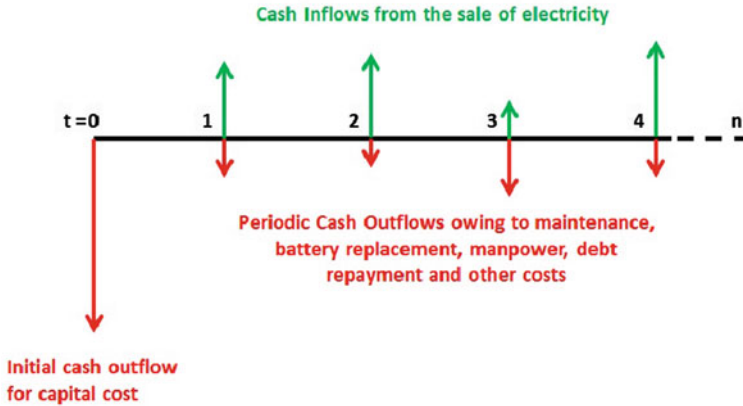 Cash Inflows from the sale of electricity
t=0 1 2 3 4 n
Periodic Cash Outflows owing to maintenance,
battery replacement, manpower, debt
repayment and other costs
Initial cash outflow
for capital cost